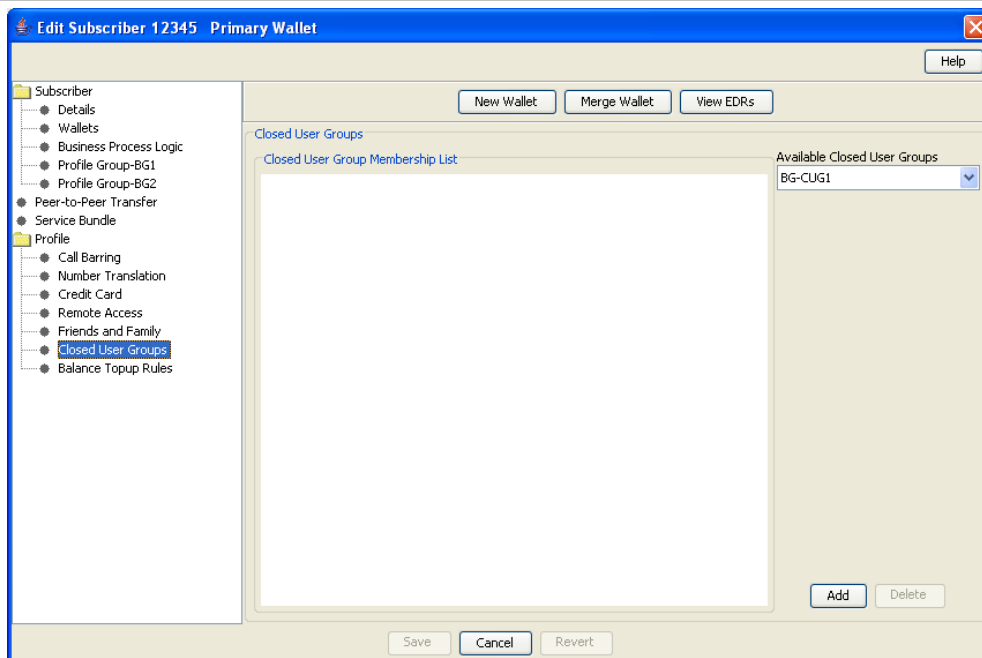 Edit Subscriber 12345 Primary Wallet
Help
Subscriber
Details
Wallets
Business Process Logic
Profile Group-BG1
Profile Group-BG2
Peer-to-Peer Transfer
Service Bundle
Profile
Call Barring
Number Translation
Credit Card
Remote Access
Friends and Family
Closed User Groups
Balance Topup Rules
New Wallet Merge Wallet View EDRs
Closed User Groups
Closed User Group Membership List
Available Closed User Groups
BG-CUG1
Add Delete
Save Cancel Revert